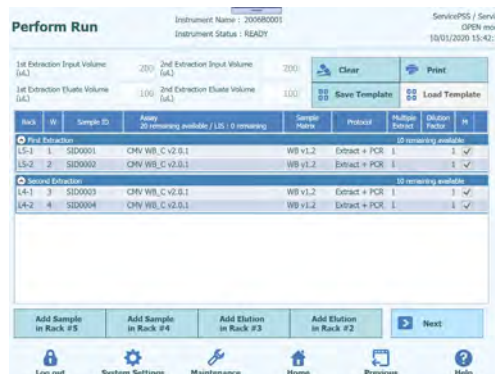 Perform Run
Instrument Name : 2006B0001
Instrument Status : READY
ServicePSS / Servi
OPEN mo
10/01/2020 15:42:
1st Extraction Input Volume (uL)
200
2nd Extraction Input Volume (uL)
200
Clear
Print
1st Extraction Eluate Volume (uL)
100
2nd Extraction Eluate Volume (uL)
100
Save Template
Load Template
Rack W Sample ID Assay 20 remaining available / LIS : 0 remaining Sample Matrix Protocol Multiple Extract Dilution Factor M
First Extraction 10 remaining available
L5-1 1 SID0001 CMV WB_C v2.0.1 WB v1.2 Extract + PCR 1 1
L5-2 2 SID0002 CMV WB_C v2.0.1 WB v1.2 Extract + PCR 1 1
Second Extraction 10 remaining available
L4-1 3 SID0003 CMV WB_C v2.0.1 WB v1.2 Extract + PCR 1 1
L4-2 4 SID0004 CMV WB_C v2.0.1 WB v1.2 Extract + PCR 1 1
Add Sample in Rack #5
Add Sample in Rack #4
Add Elution in Rack #3
Add Elution in Rack #2
Next
Log out
System Settings
Maintenance
Home
Previous
Help